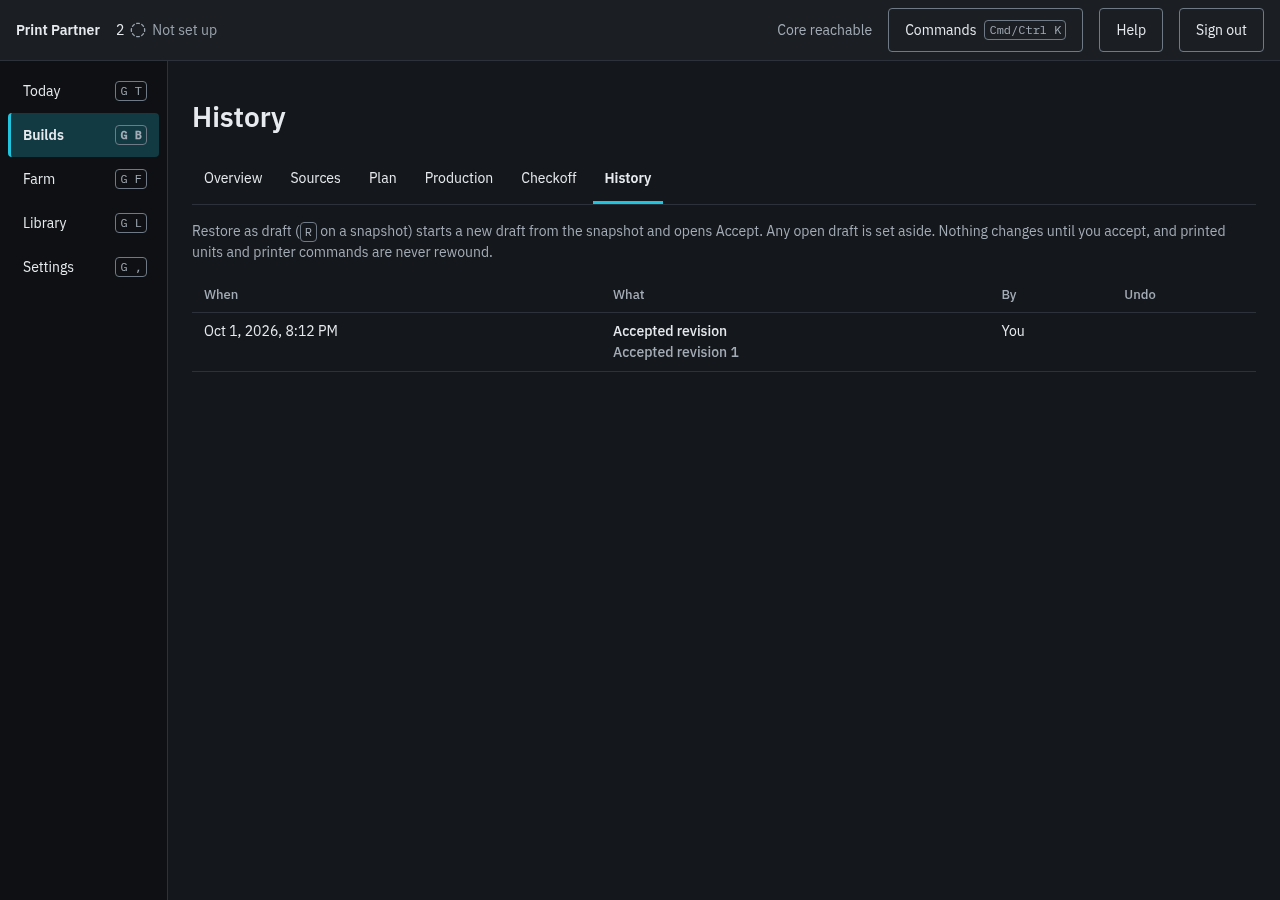 Print Partner 2 Not set up Core reachable Commands Cmd/Ctrl K Help Sign out
Today G T
Builds G B
Farm G F
Library G L
Settings G ,
History
Overview Sources Plan Production Checkoff History
Restore as draft (R on a snapshot) starts a new draft from the snapshot and opens Accept. Any open draft is set aside. Nothing changes until you accept, and printed
units and printer commands are never rewound.
When What By Undo
Oct 1, 2026, 8:12 PM Accepted revision You
Accepted revision 1